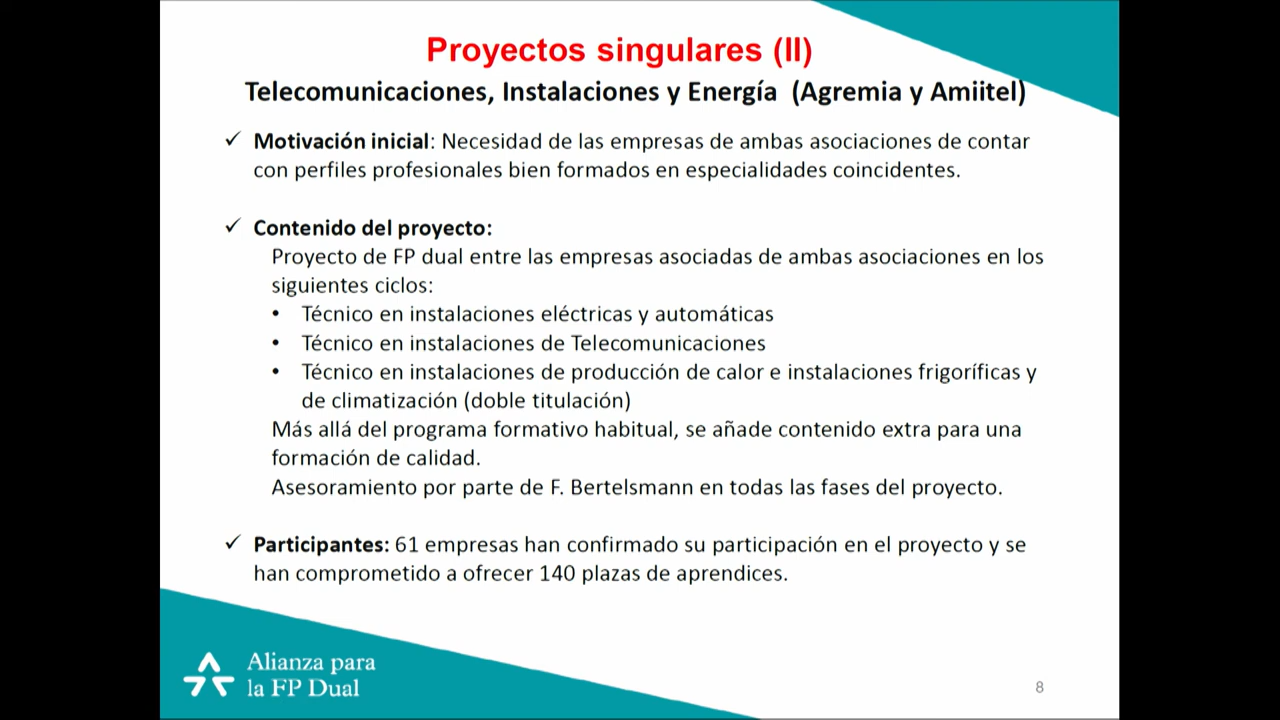 Proyectos singulares (II)
Telecomunicaciones, Instalaciones y Energía (Agremia y Amiitel)
✓ Motivación inicial: Necesidad de las empresas de ambas asociaciones de contar
con perfiles profesionales bien formados en especialidades coincidentes.
✓ Contenido del proyecto:
Proyecto de FP dual entre las empresas asociadas de ambas asociaciones en los
siguientes ciclos:
• Técnico en instalaciones eléctricas y automáticas
• Técnico en instalaciones de Telecomunicaciones
• Técnico en instalaciones de producción de calor e instalaciones frigoríficas y
de climatización (doble titulación)
Más allá del programa formativo habitual, se añade contenido extra para una
formación de calidad.
Asesoramiento por parte de F. Bertelsmann en todas las fases del proyecto.
✓ Participantes: 61 empresas han confirmado su participación en el proyecto y se
han comprometido a ofrecer 140 plazas de aprendices.
Alianza para
la FP Dual
8